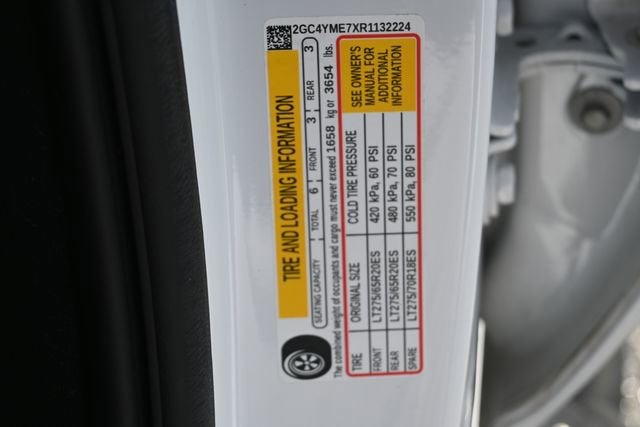 2GC4YME7XR1132224
TIRE AND LOADING INFORMATION
SEATING CAPACITY TOTAL 6 FRONT 3 REAR 3
The combined weight of occupants and cargo must never exceed 1658 kg or 3654 lbs.
TIRE ORIGINAL SIZE COLD TIRE PRESSURE
FRONT LT275/65R20ES 420 kPa, 60 PSI
REAR LT275/65R20ES 480 kPa, 70 PSI
SPARE LT275/70R18ES 550 kPa, 80 PSI
SEE OWNER'S
MANUAL FOR
ADDITIONAL
INFORMATION